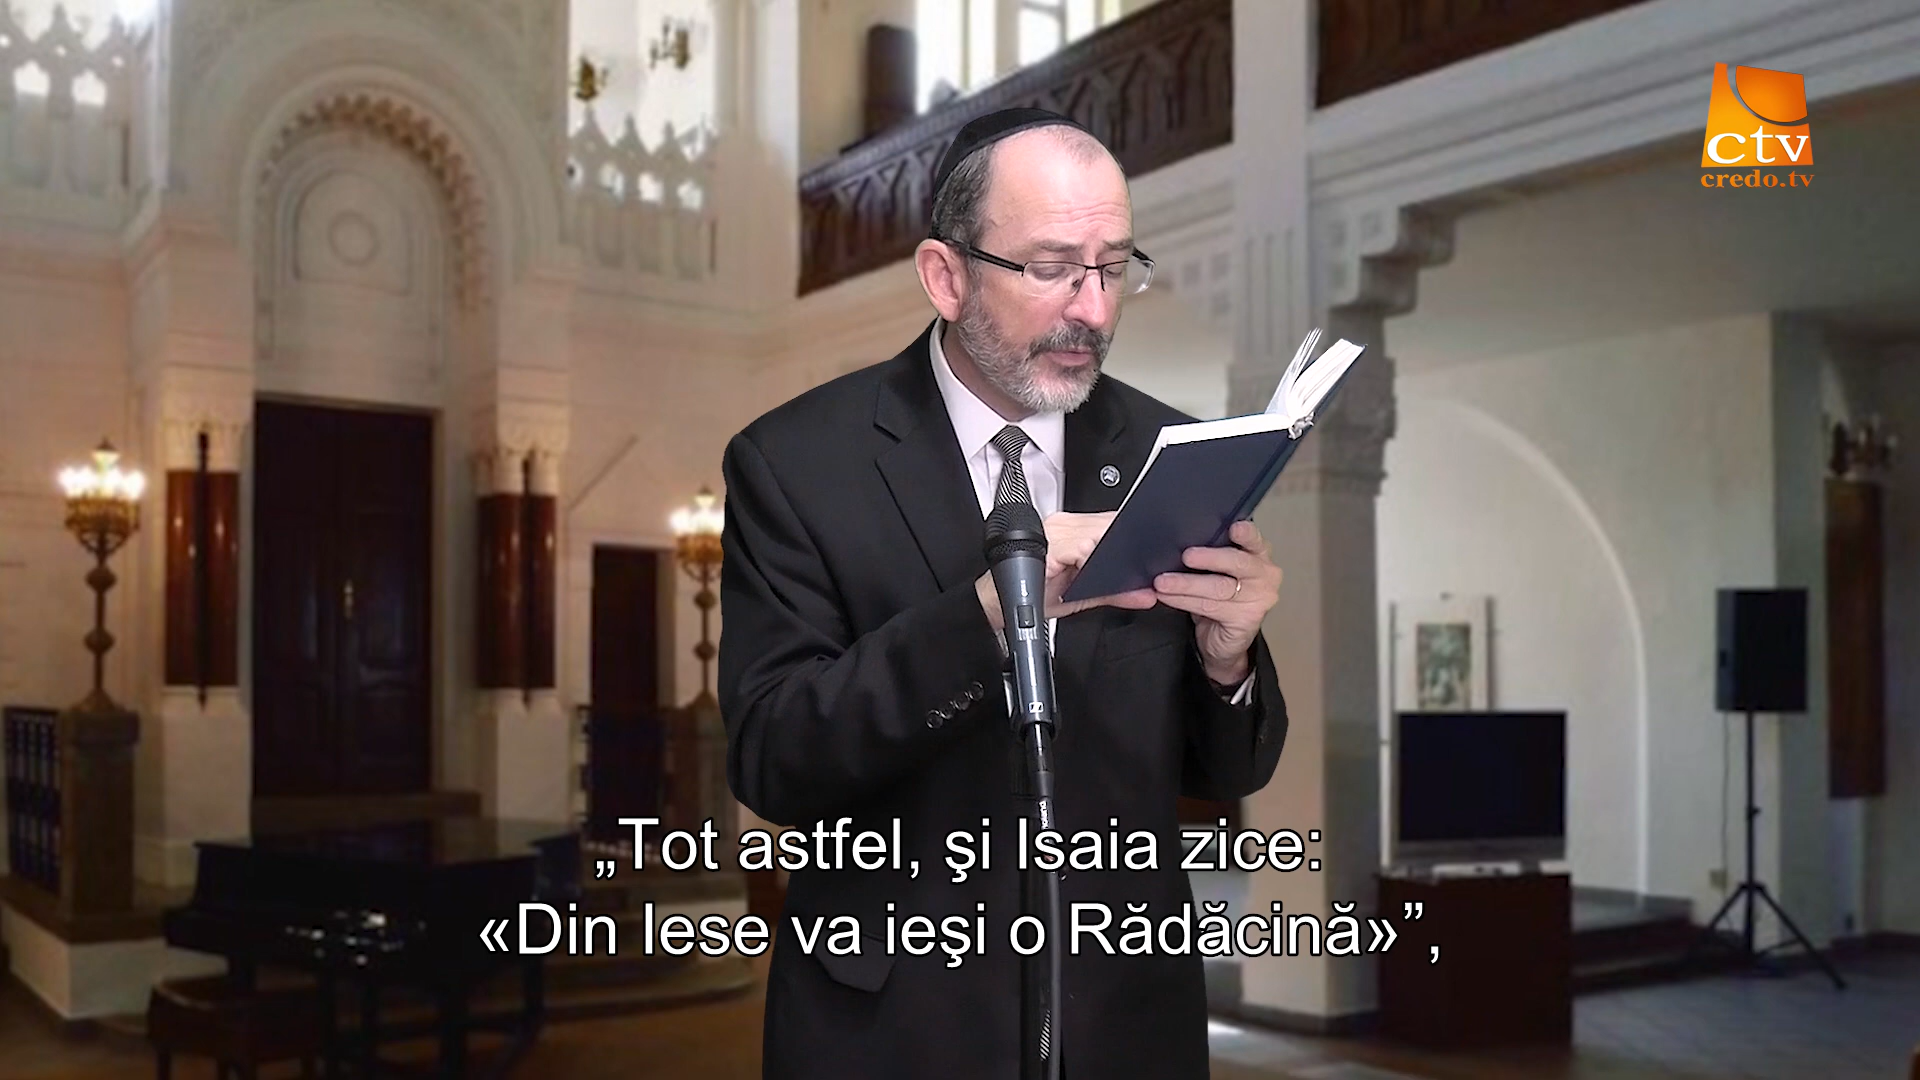 ctv
credo.tv
„Tot astfel, şi Isaia zice:
«Din Iese va ieşi o Rădăcină»”,